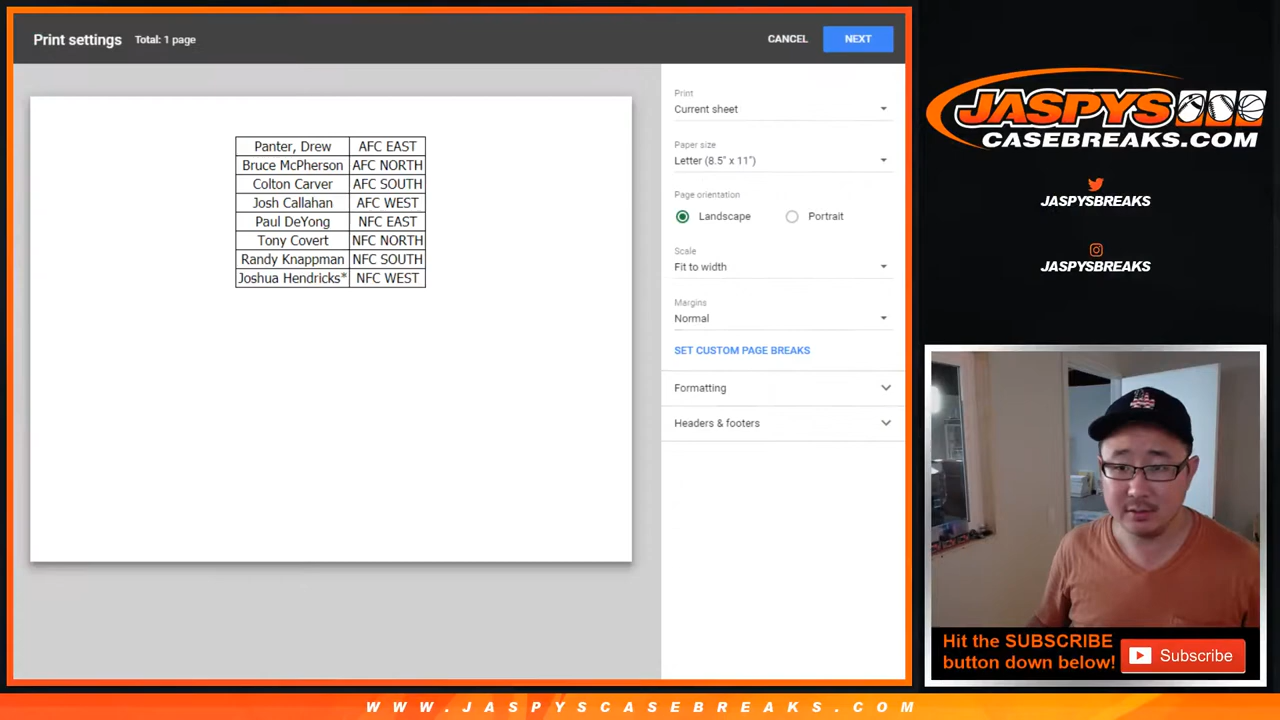 Print settings Total: 1 page
CANCEL NEXT
Panter, Drew AFC EAST
Bruce McPherson AFC NORTH
Colton Carver AFC SOUTH
Josh Callahan AFC WEST
Paul DeYong NFC EAST
Tony Covert NFC NORTH
Randy Knappman NFC SOUTH
Joshua Hendricks* NFC WEST
Print
Current sheet
Paper size
Letter (8.5" x 11")
Page orientation
Landscape Portrait
Scale
Fit to width
Margins
Normal
SET CUSTOM PAGE BREAKS
Formatting
Headers & footers
JASPYS
CASEBREAKS.COM
JASPYSBREAKS
JASPYSBREAKS
Hit the SUBSCRIBE
button down below!
Subscribe
WWW.JASPYSCASEBREAKS.COM